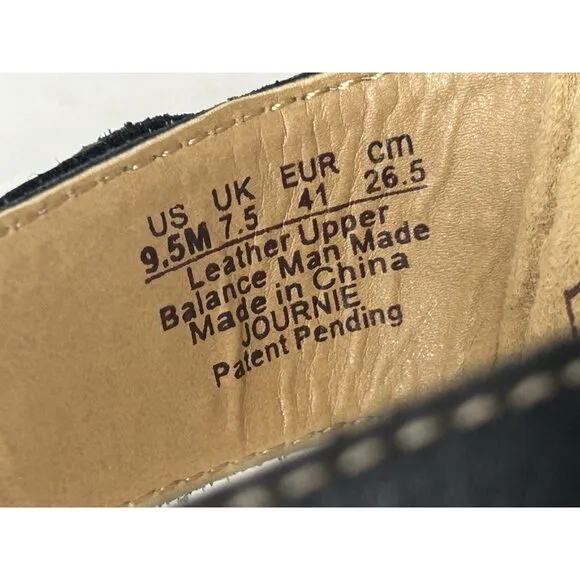 US UK EUR cm
9.5M 7.5 41 26.5
Leather Upper
Balance Man Made
Made in China
JOURNIE
Patent Pending